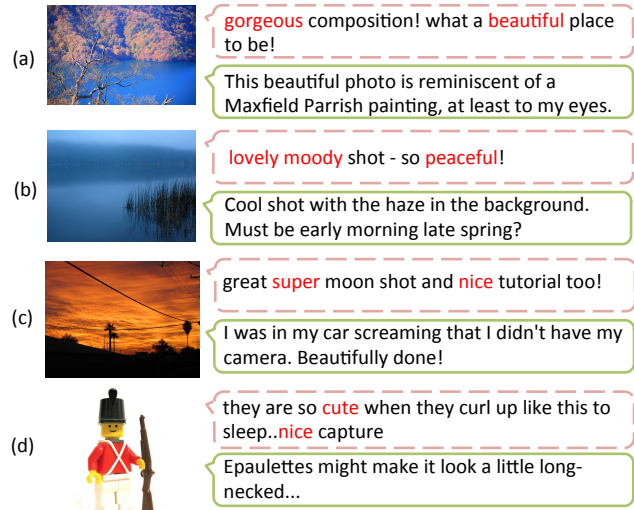 (a)
gorgeous composition! what a beautiful place
to be!
This beautiful photo is reminiscent of a
Maxfield Parrish painting, at least to my eyes.
(b)
lovely moody shot - so peaceful!
Cool shot with the haze in the background.
Must be early morning late spring?
(c)
great super moon shot and nice tutorial too!
I was in my car screaming that I didn't have my
camera. Beautifully done!
(d)
they are so cute when they curl up like this to
sleep..nice capture
Epaulettes might make it look a little long-
necked...